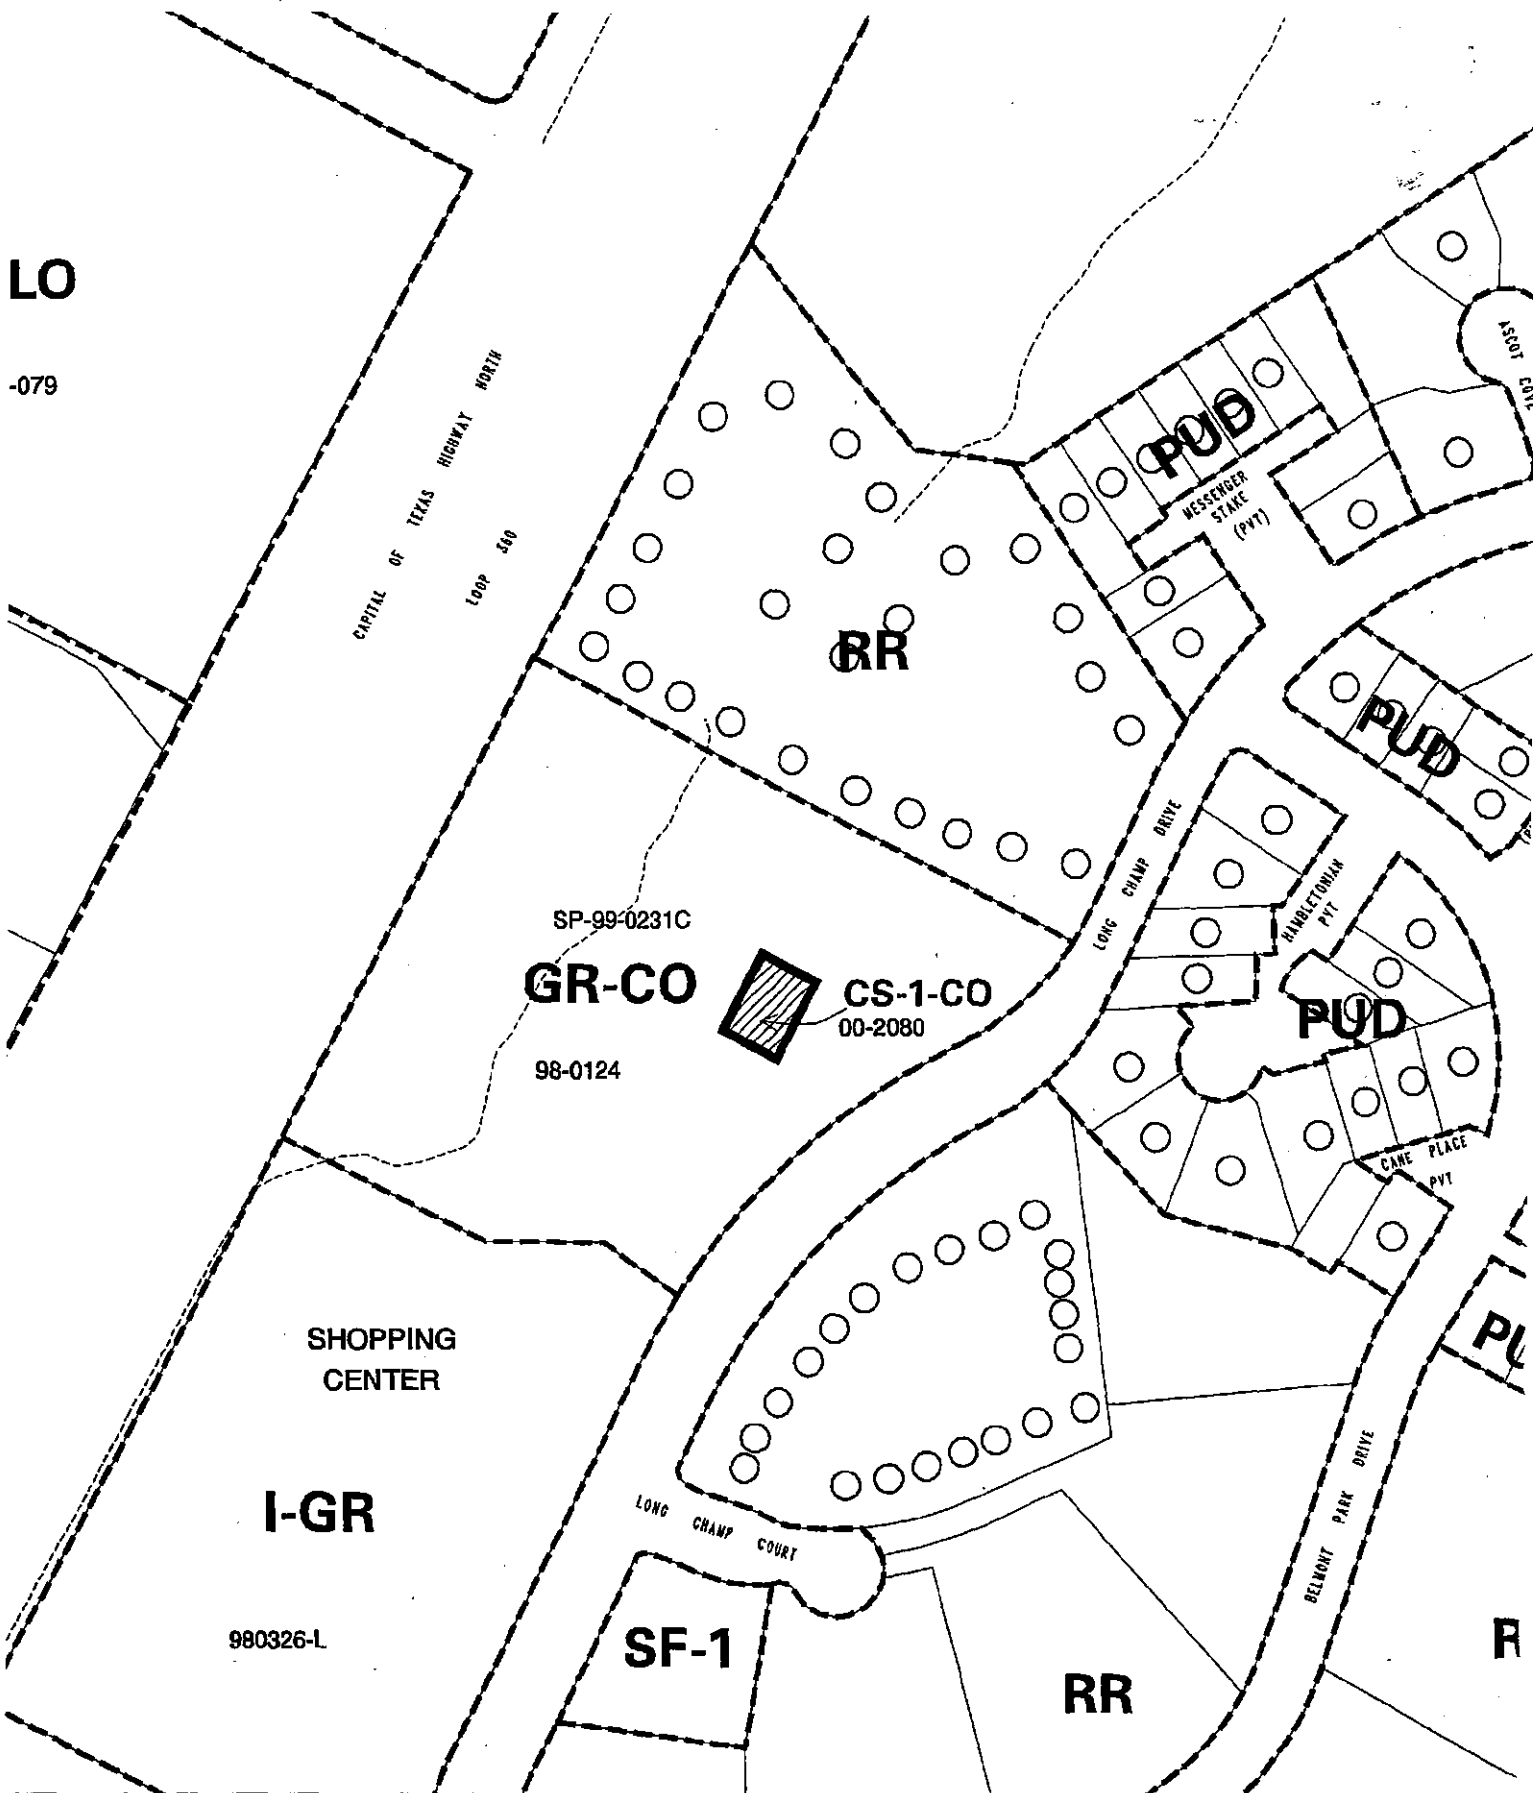 LO
-079
CAPITAL OF TEXAS HIGHWAY NORTH
LOOP 360
ASCOT COVE
PUD
MESSENGER
STAKE
(PVT)
RR
PUD
LONG CHAMP DRIVE
HAMBLETONIAN
PVT
SP-99-0231C
GR-CO
CS-1-CO
00-2080
98-0124
PUD
CANE PLACE
PVT
SHOPPING
CENTER
PU
I-GR
LONG CHAMP COURT
BELMONT PARK DRIVE
980326-L
SF-1
RR
R